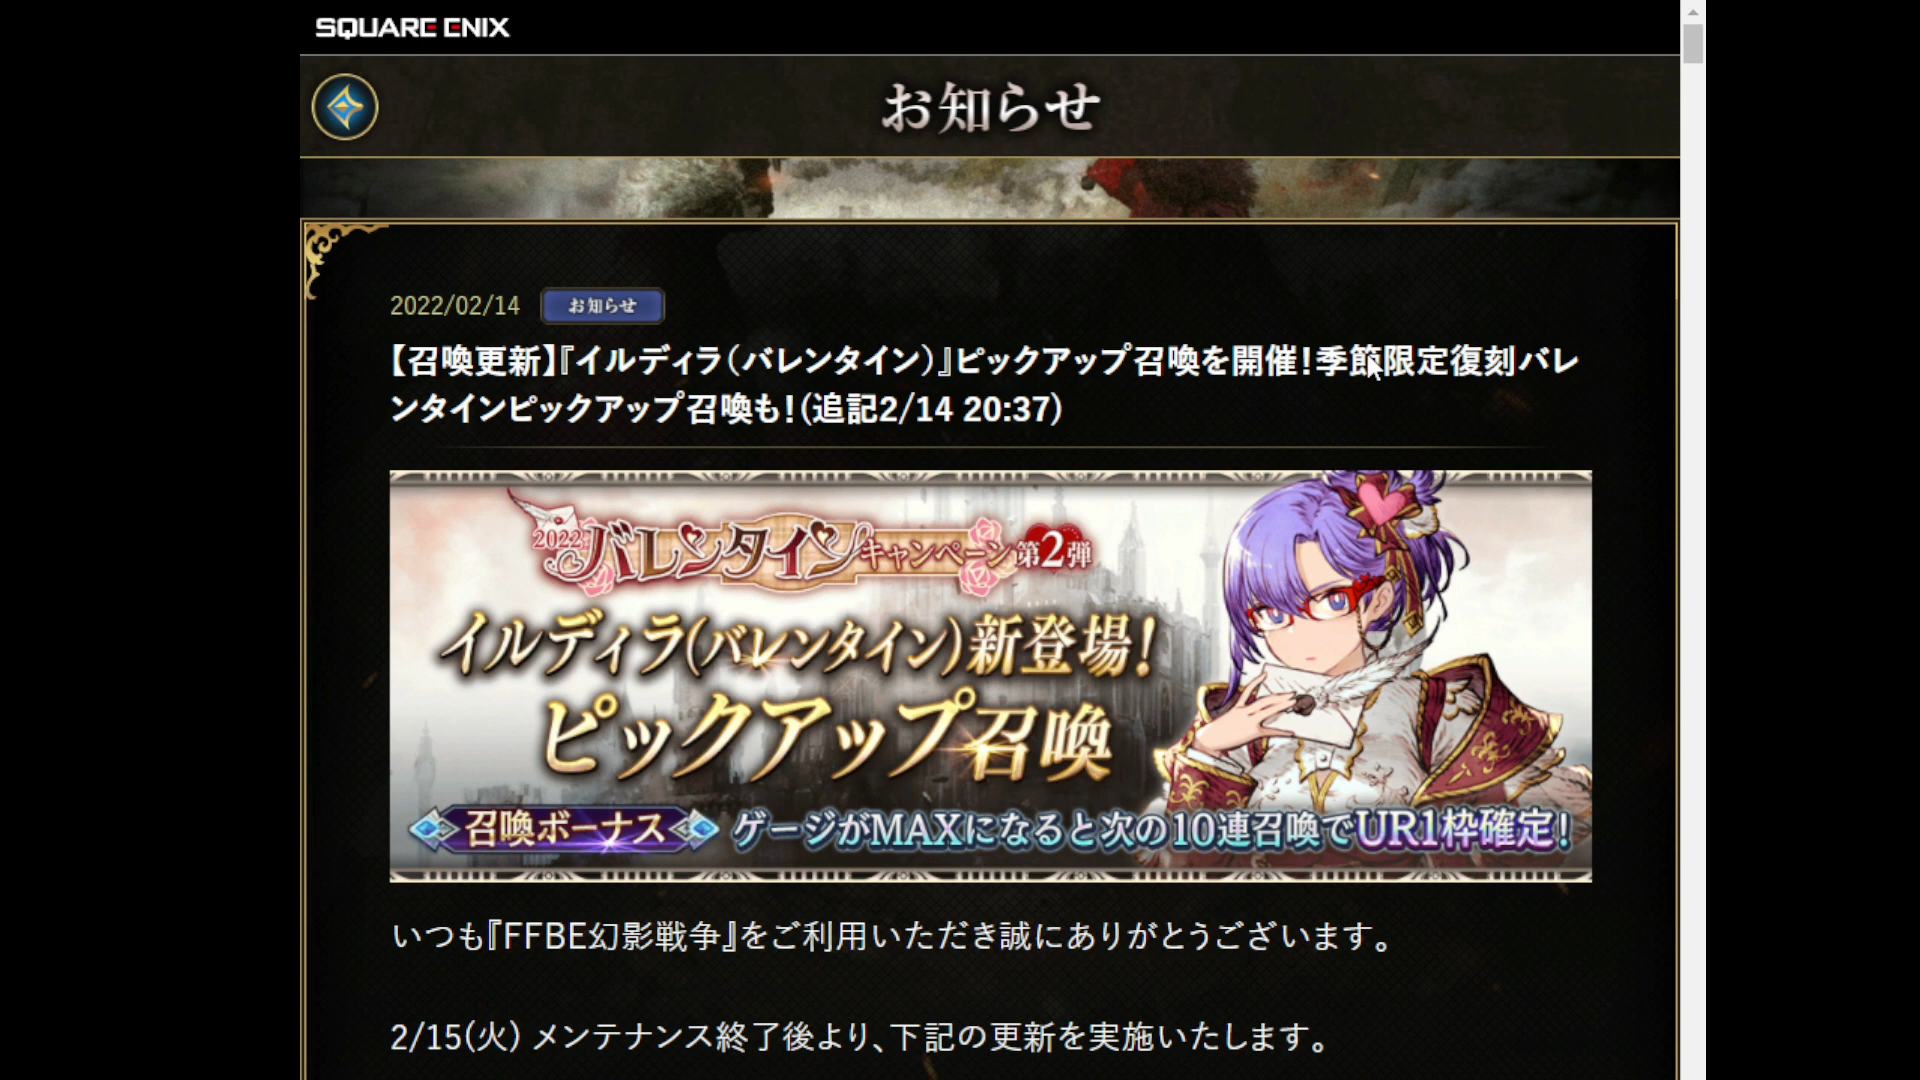 SQUARE ENIX
お知らせ
2022/02/14 お知らせ
【召喚更新】『イルディラ(バレンタイン)』ピックアップ召喚を開催!季節限定復刻バレ
ンタインピックアップ召喚も!(追記2/14 20:37)
2022 バレンタイン キャンペーン 第2弾
イルディラ(バレンタイン)新登場!
ピックアップ召喚
召喚ボーナス ゲージがMAXになると次の10連召喚でUR1枠確定!
いつも『FFBE幻影戦争』をご利用いただき誠にありがとうございます。
2/15(火) メンテナンス終了後より、下記の更新を実施いたします。